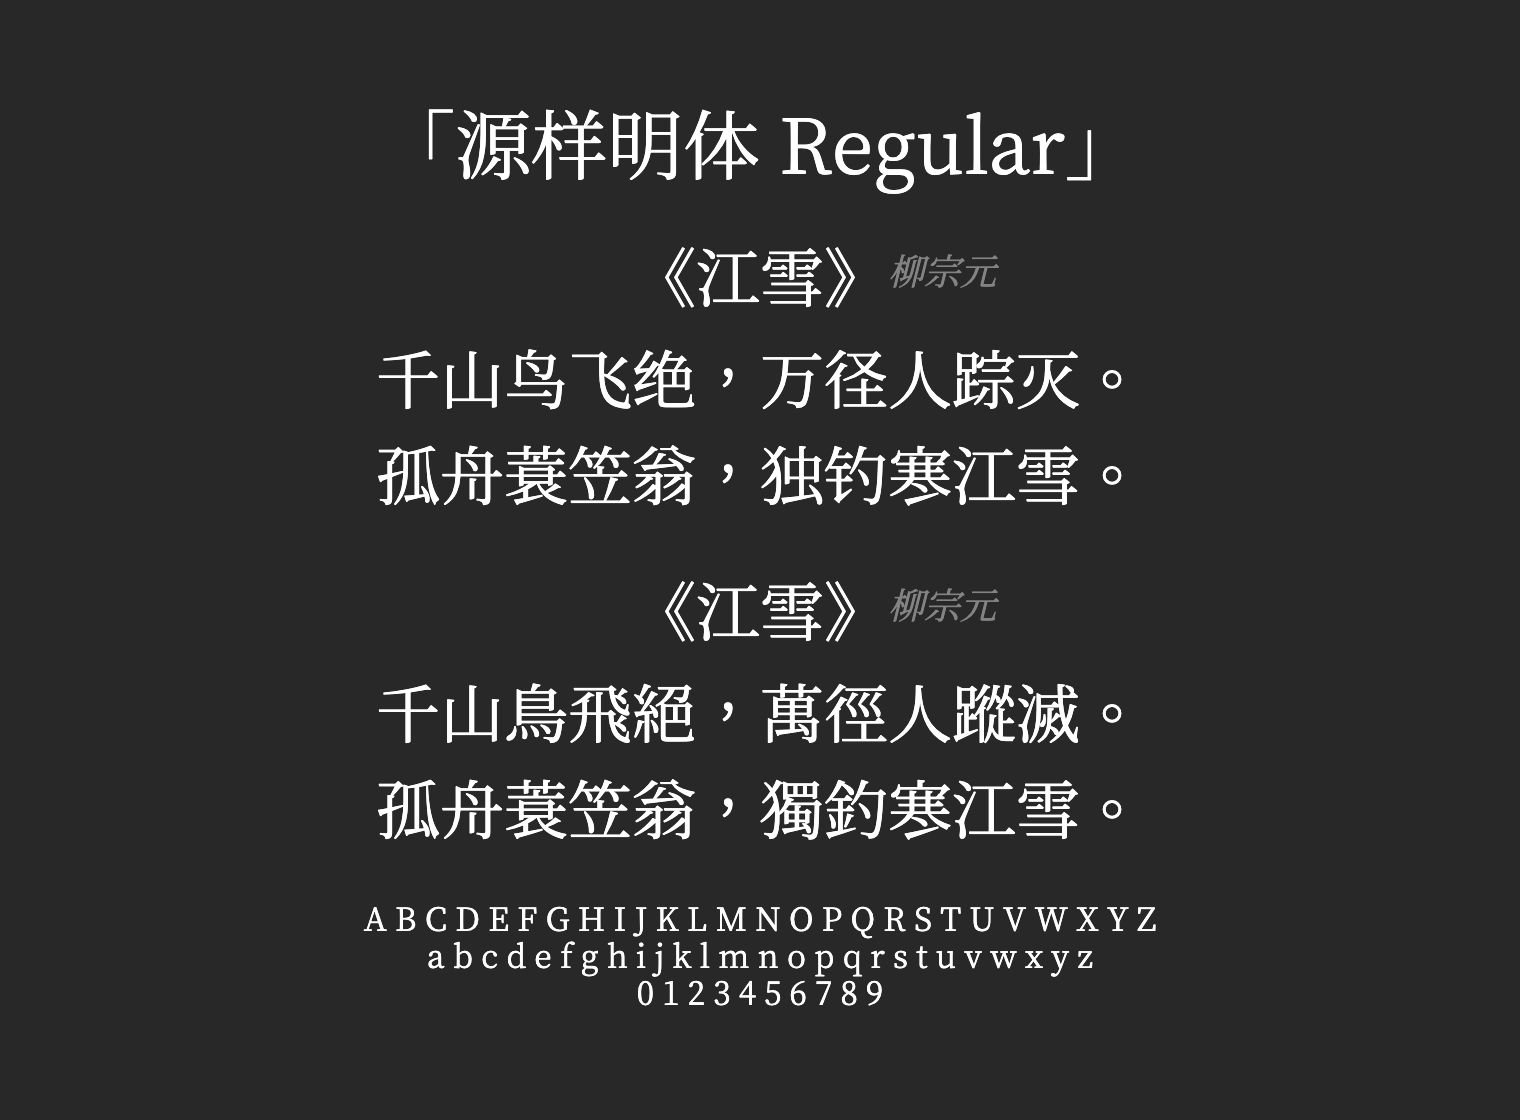 「源样明体 Regular」
《江雪》 柳宗元
千山鸟飞绝，万径人踪灭。
孤舟蓑笠翁，独钓寒江雪。
《江雪》 柳宗元
千山鳥飛絕，萬徑人蹤滅。
孤舟蓑笠翁，獨釣寒江雪。
A B C D E F G H I J K L M N O P Q R S T U V W X Y Z
a b c d e f g h i j k l m n o p q r s t u v w x y z
0 1 2 3 4 5 6 7 8 9